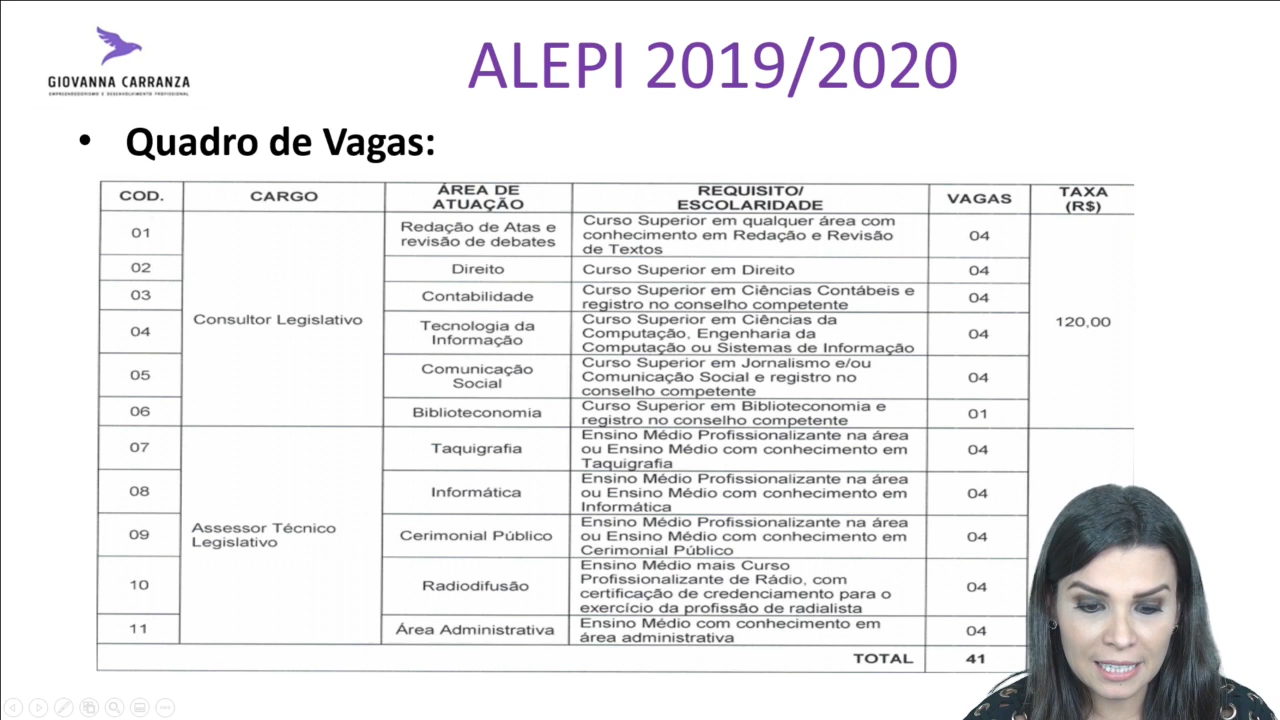 GIOVANNA CARRANZA
EMPREENDEDORISMO E DESENVOLVIMENTO PROFISSIONAL
ALEPI 2019/2020
• Quadro de Vagas:
COD.
CARGO
ÁREA DE
ATUAÇÃO
REQUISITO/
ESCOLARIDADE
VAGAS
TAXA
(R$)
01
Redação de Atas e
revisão de debates
Curso Superior em qualquer área com
conhecimento em Redação e Revisão
de Textos
04
02
Direito
Curso Superior em Direito
04
03
Contabilidade
Curso Superior em Ciências Contábeis e
registro no conselho competente
04
Consultor Legislativo
120,00
04
Tecnologia da
Informação
Curso Superior em Ciências da
Computação, Engenharia da
Computação ou Sistemas de Informação
04
05
Comunicação
Social
Curso Superior em Jornalismo e/ou
Comunicação Social e registro no
conselho competente
04
06
Biblioteconomia
Curso Superior em Biblioteconomia e
registro no conselho competente
01
07
Taquigrafia
Ensino Médio Profissionalizante na área
ou Ensino Médio com conhecimento em
Taquigrafia
04
08
Informática
Ensino Médio Profissionalizante na área
ou Ensino Médio com conhecimento em
Informática
04
Assessor Técnico
Legislativo
09
Cerimonial Público
Ensino Médio Profissionalizante na área
ou Ensino Médio com conhecimento em
Cerimonial Público
04
10
Radiodifusão
Ensino Médio mais Curso
Profissionalizante de Rádio, com
certificação de credenciamento para o
exercício da profissão de radialista
04
11
Área Administrativa
Ensino Médio com conhecimento em
área administrativa
04
TOTAL
41